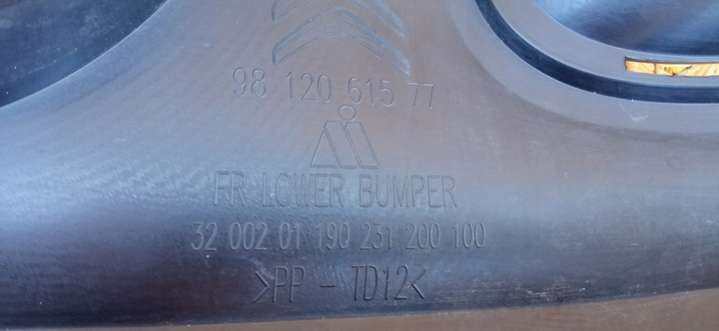 98 120 615 77
FR LOWER BUMPER
32 002 01 190 231 200 100
>PP - TD12<